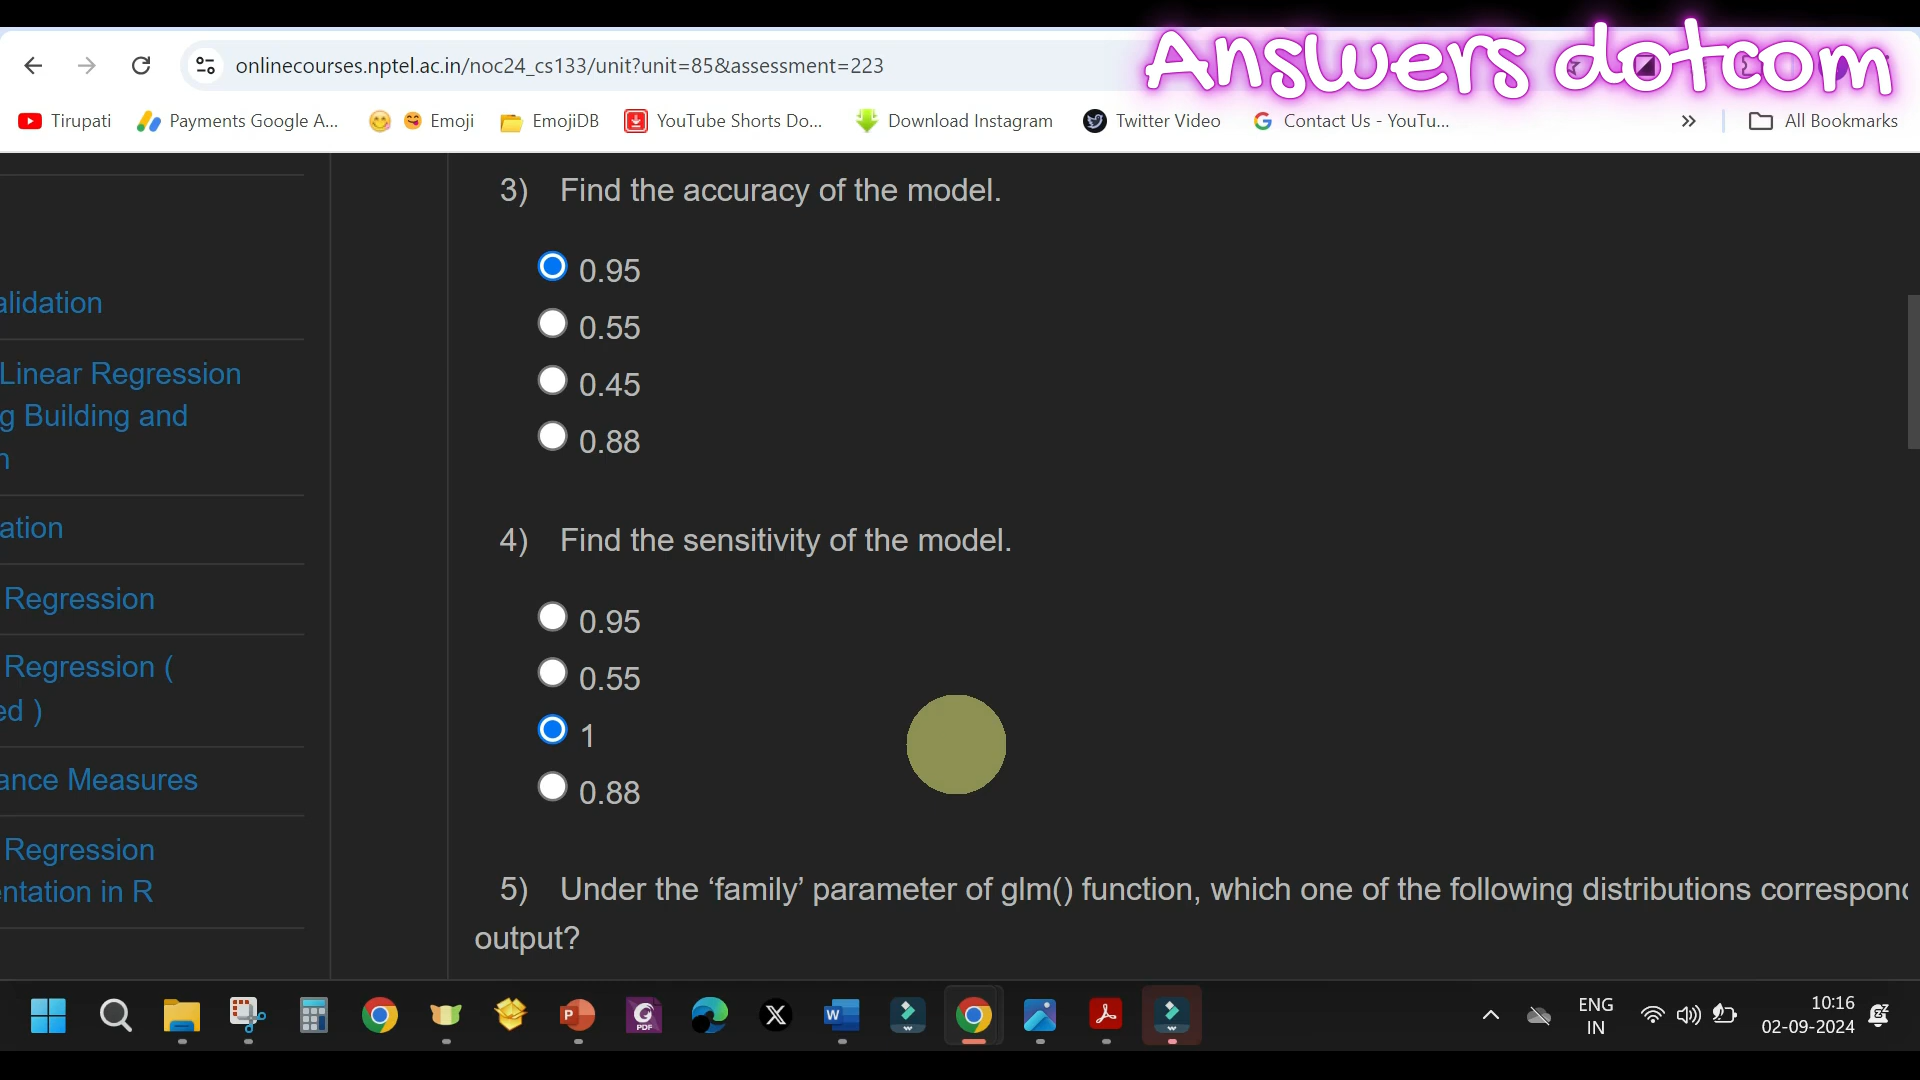 Answers dotcom
onlinecourses.nptel.ac.in/noc24_cs133/unit?unit=85&assessment=223
Tirupati Payments Google A... Emoji EmojiDB YouTube Shorts Do... Download Instagram Twitter Video Contact Us - YouTu... » All Bookmarks
3) Find the accuracy of the model.
0.95
0.55
0.45
0.88
4) Find the sensitivity of the model.
0.95
0.55
1
0.88
5) Under the ‘family’ parameter of glm() function, which one of the following distributions correspon
output?
alidation
Linear Regression
g Building and
n
ation
Regression
Regression (
ed )
ance Measures
Regression
entation in R
ENG
IN
10:16
02-09-2024